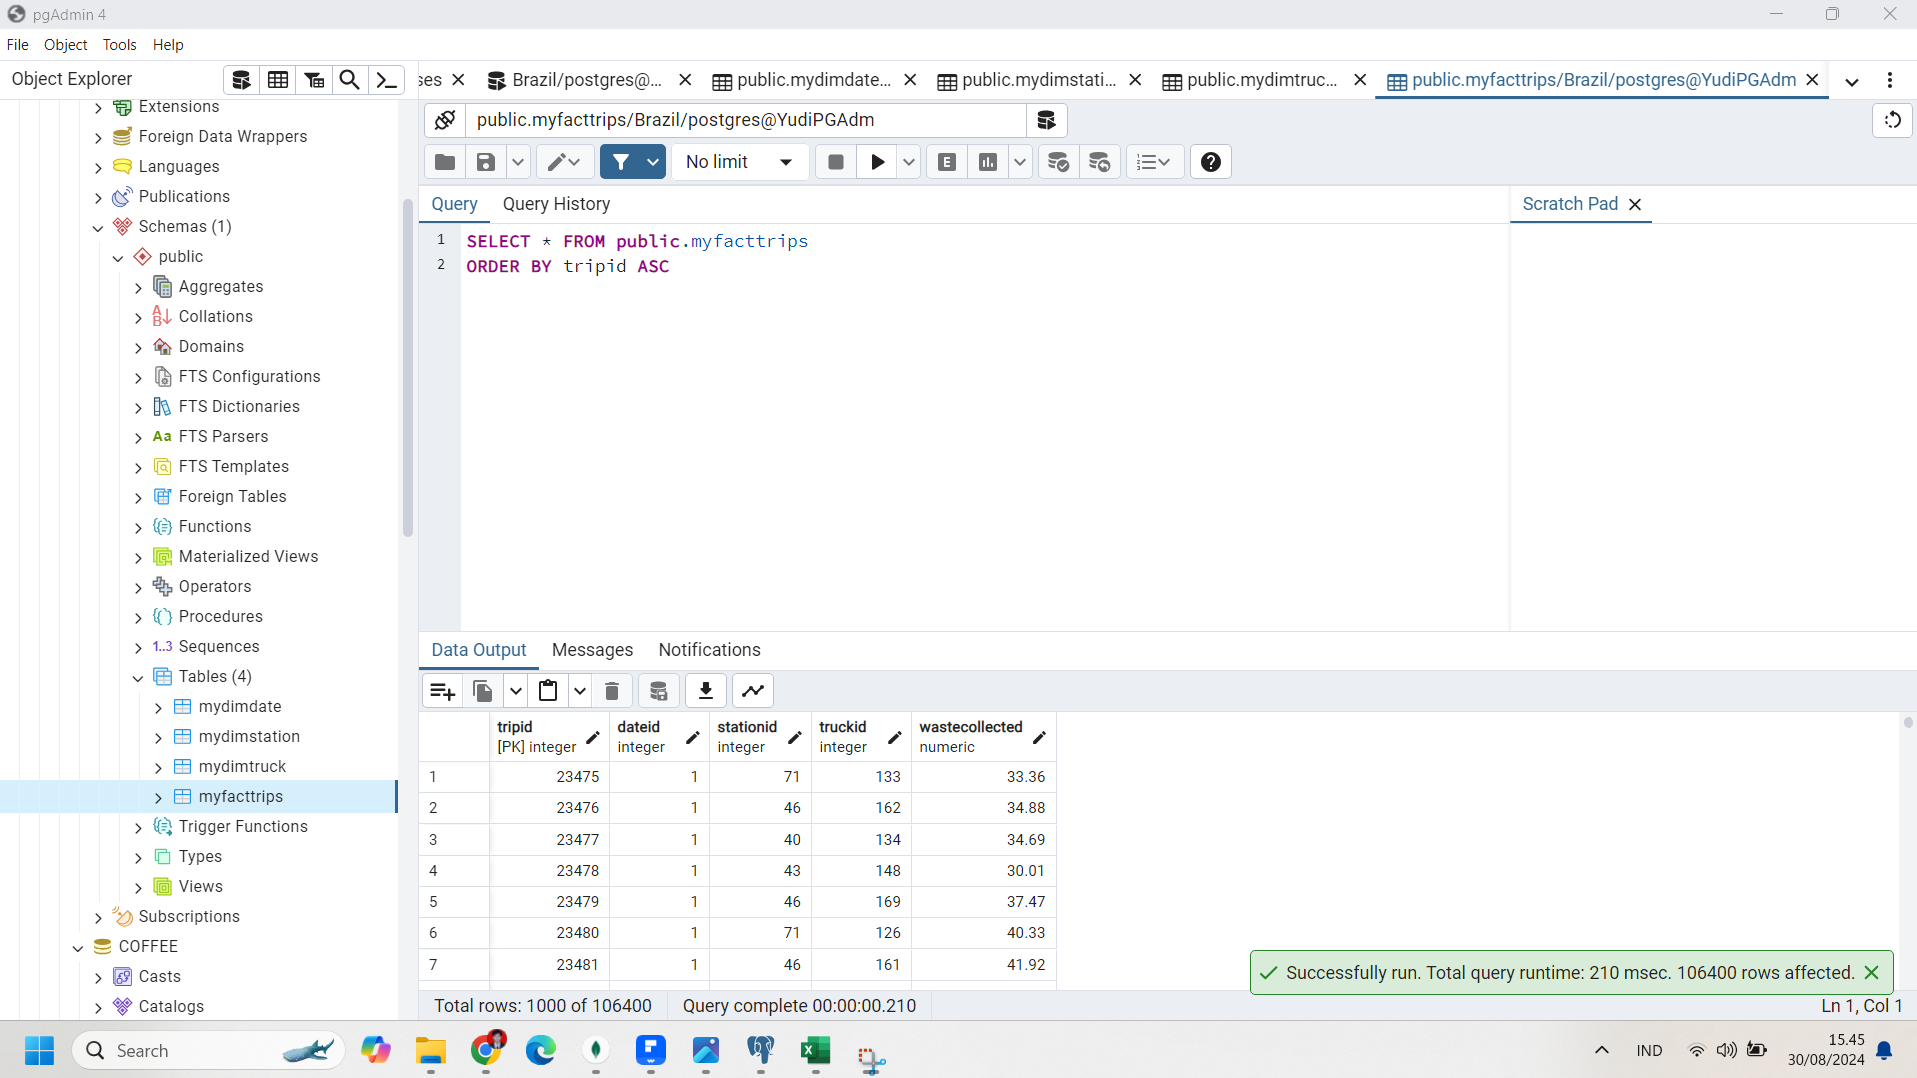 pgAdmin 4
File Object Tools Help
Object Explorer
ses
Brazil/postgres@...
public.mydimdate...
public.mydimstati...
public.mydimtruc...
public.myfacttrips/Brazil/postgres@YudiPGAdm
public.myfacttrips/Brazil/postgres@YudiPGAdm
No limit
E
Query Query History
Scratch Pad
1 SELECT * FROM public.myfacttrips
2 ORDER BY tripid ASC
Extensions
Foreign Data Wrappers
Languages
Publications
Schemas (1)
public
Aggregates
Collations
Domains
FTS Configurations
FTS Dictionaries
Aa FTS Parsers
FTS Templates
Foreign Tables
Functions
Materialized Views
Operators
Procedures
1..3 Sequences
Tables (4)
mydimdate
mydimstation
mydimtruck
myfacttrips
Trigger Functions
Types
Views
Subscriptions
COFFEE
Casts
Catalogs
Data Output Messages Notifications
tripid dateid stationid truckid wastecollected
[PK] integer integer integer integer numeric
1 23475 1 71 133 33.36
2 23476 1 46 162 34.88
3 23477 1 40 134 34.69
4 23478 1 43 148 30.01
5 23479 1 46 169 37.47
6 23480 1 71 126 40.33
7 23481 1 46 161 41.92
Successfully run. Total query runtime: 210 msec. 106400 rows affected.
Total rows: 1000 of 106400 Query complete 00:00:00.210
Ln 1, Col 1
Search
IND
15.45
30/08/2024